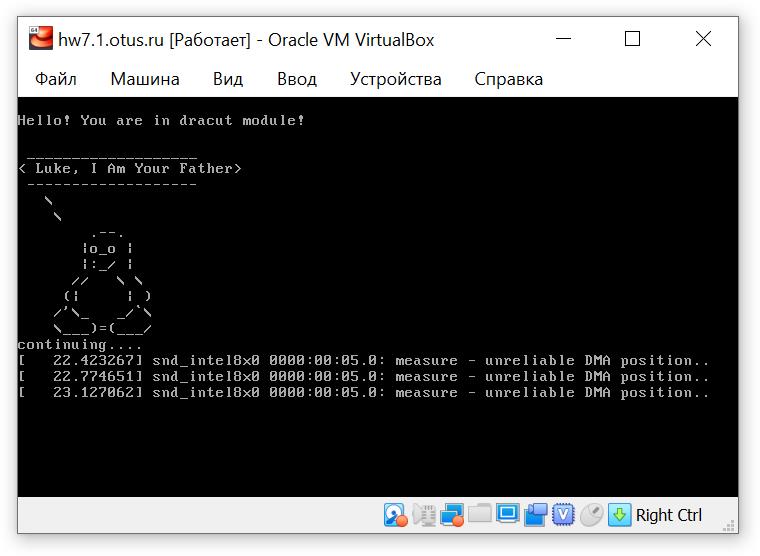 hw7.1.otus.ru [Работает] - Oracle VM VirtualBox
Файл Машина Вид Ввод Устройства Справка
Hello! You are in dracut module!
 ___________________
< Luke, I Am Your Father>
 -------------------
   \
    \
        .--.
       |o_o |
       |:_/ |
      //   \ \
     (|     | )
    /'\_   _/`\
    \___)=(___/
continuing....
[   22.423267] snd_intel8x0 0000:00:05.0: measure - unreliable DMA position..
[   22.774651] snd_intel8x0 0000:00:05.0: measure - unreliable DMA position..
[   23.127062] snd_intel8x0 0000:00:05.0: measure - unreliable DMA position..
Right Ctrl